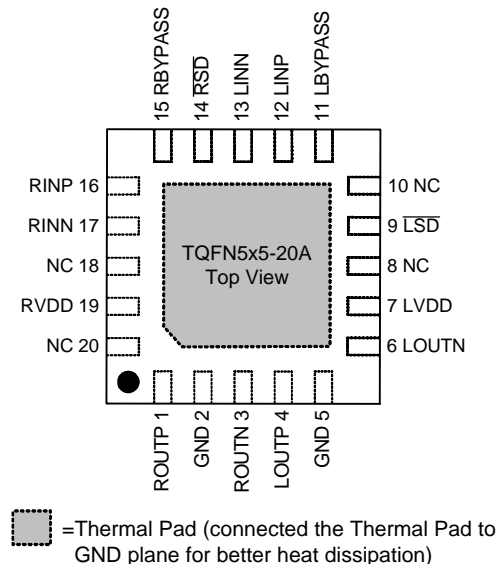 15 RBYPASS
14 RSD
13 LINN
12 LINP
11 LBYPASS
RINP 16
RINN 17
NC 18
RVDD 19
NC 20
TQFN5x5-20A
Top View
10 NC
9 LSD
8 NC
7 LVDD
6 LOUTN
ROUTP 1
GND 2
ROUTN 3
LOUTP 4
GND 5
=Thermal Pad (connected the Thermal Pad to
GND plane for better heat dissipation)